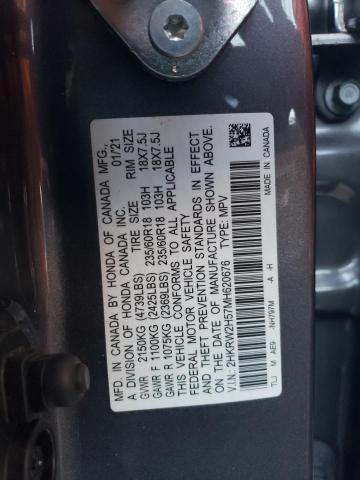 MFD. IN CANADA BY HONDA OF CANADA MFG.,
A DIVISION OF HONDA CANADA INC. 01/21
TIRE SIZE RIM SIZE
GVWR 2150KG (4739LBS)
GAWR F 1100KG (2425LBS) 235/60R18 103H 18X7.5J
GAWR R 1075KG (2369LBS) 235/60R18 103H 18X7.5J
THIS VEHICLE CONFORMS TO ALL APPLICABLE
FEDERAL MOTOR VEHICLE SAFETY
AND THEFT PREVENTION STANDARDS IN EFFECT
ON THE DATE OF MANUFACTURE SHOWN ABOVE.
V.I.N.: 2HKRW2H57MH620676 TYPE: MPV
TLJ M AE9 -NH797M -A -H MADE IN CANADA